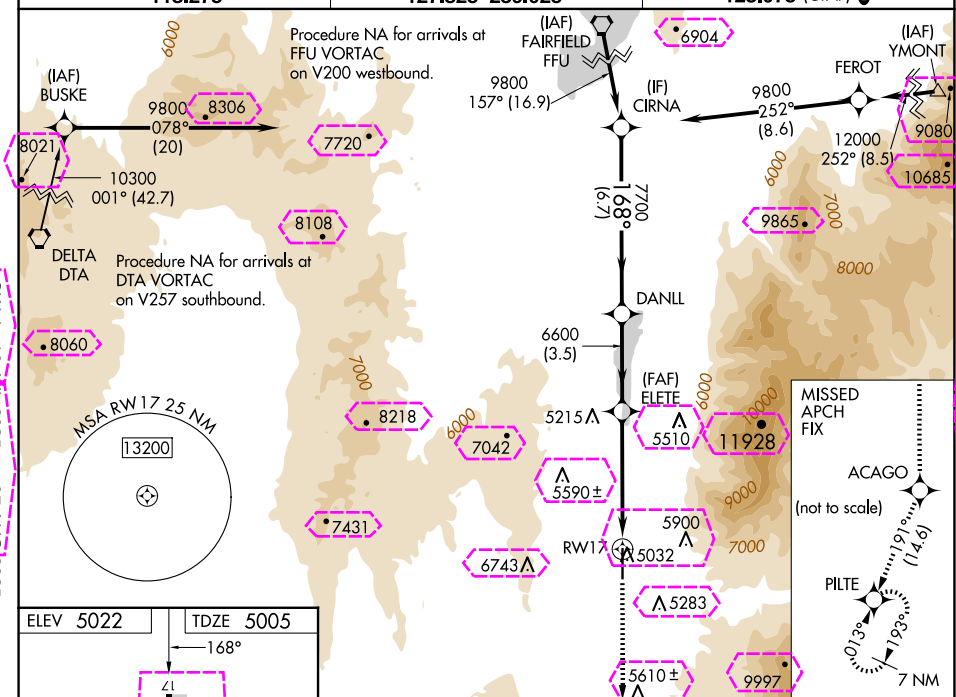 (IAF)
FAIRFIELD
FFU
6904
(IAF)
YMONT
Procedure NA for arrivals at
FFU VORTAC
on V200 westbound.
6000
(IAF)
BUSKE
9800
078°
(20)
8306
9800
157° (16.9)
(IF)
CIRNA
FEROT
9800
252°
(8.6)
9080
12000
252° (8.5)
8021
7720
10685
10300
001° (42.7)
7700
168°
(6.7)
6000
7000
9865
8108
DELTA
DTA
Procedure NA for arrivals at
DTA VORTAC
on V257 southbound.
8000
DANLL
8060
6600
(3.5)
7000
(FAF)
ELETE
6000
10000
MISSED
APCH
FIX
MSA RW17 25 NM
13200
8218
6000
5215
5510
11928
7042
ACAGO
5590 ±
9000
(not to scale)
7431
5900
RW17
5032
7000
191°
(14.6)
6743
PILTE
5283
013°
193°
7 NM
ELEV 5022
TDZE 5005
168°
17
5610 ±
9997